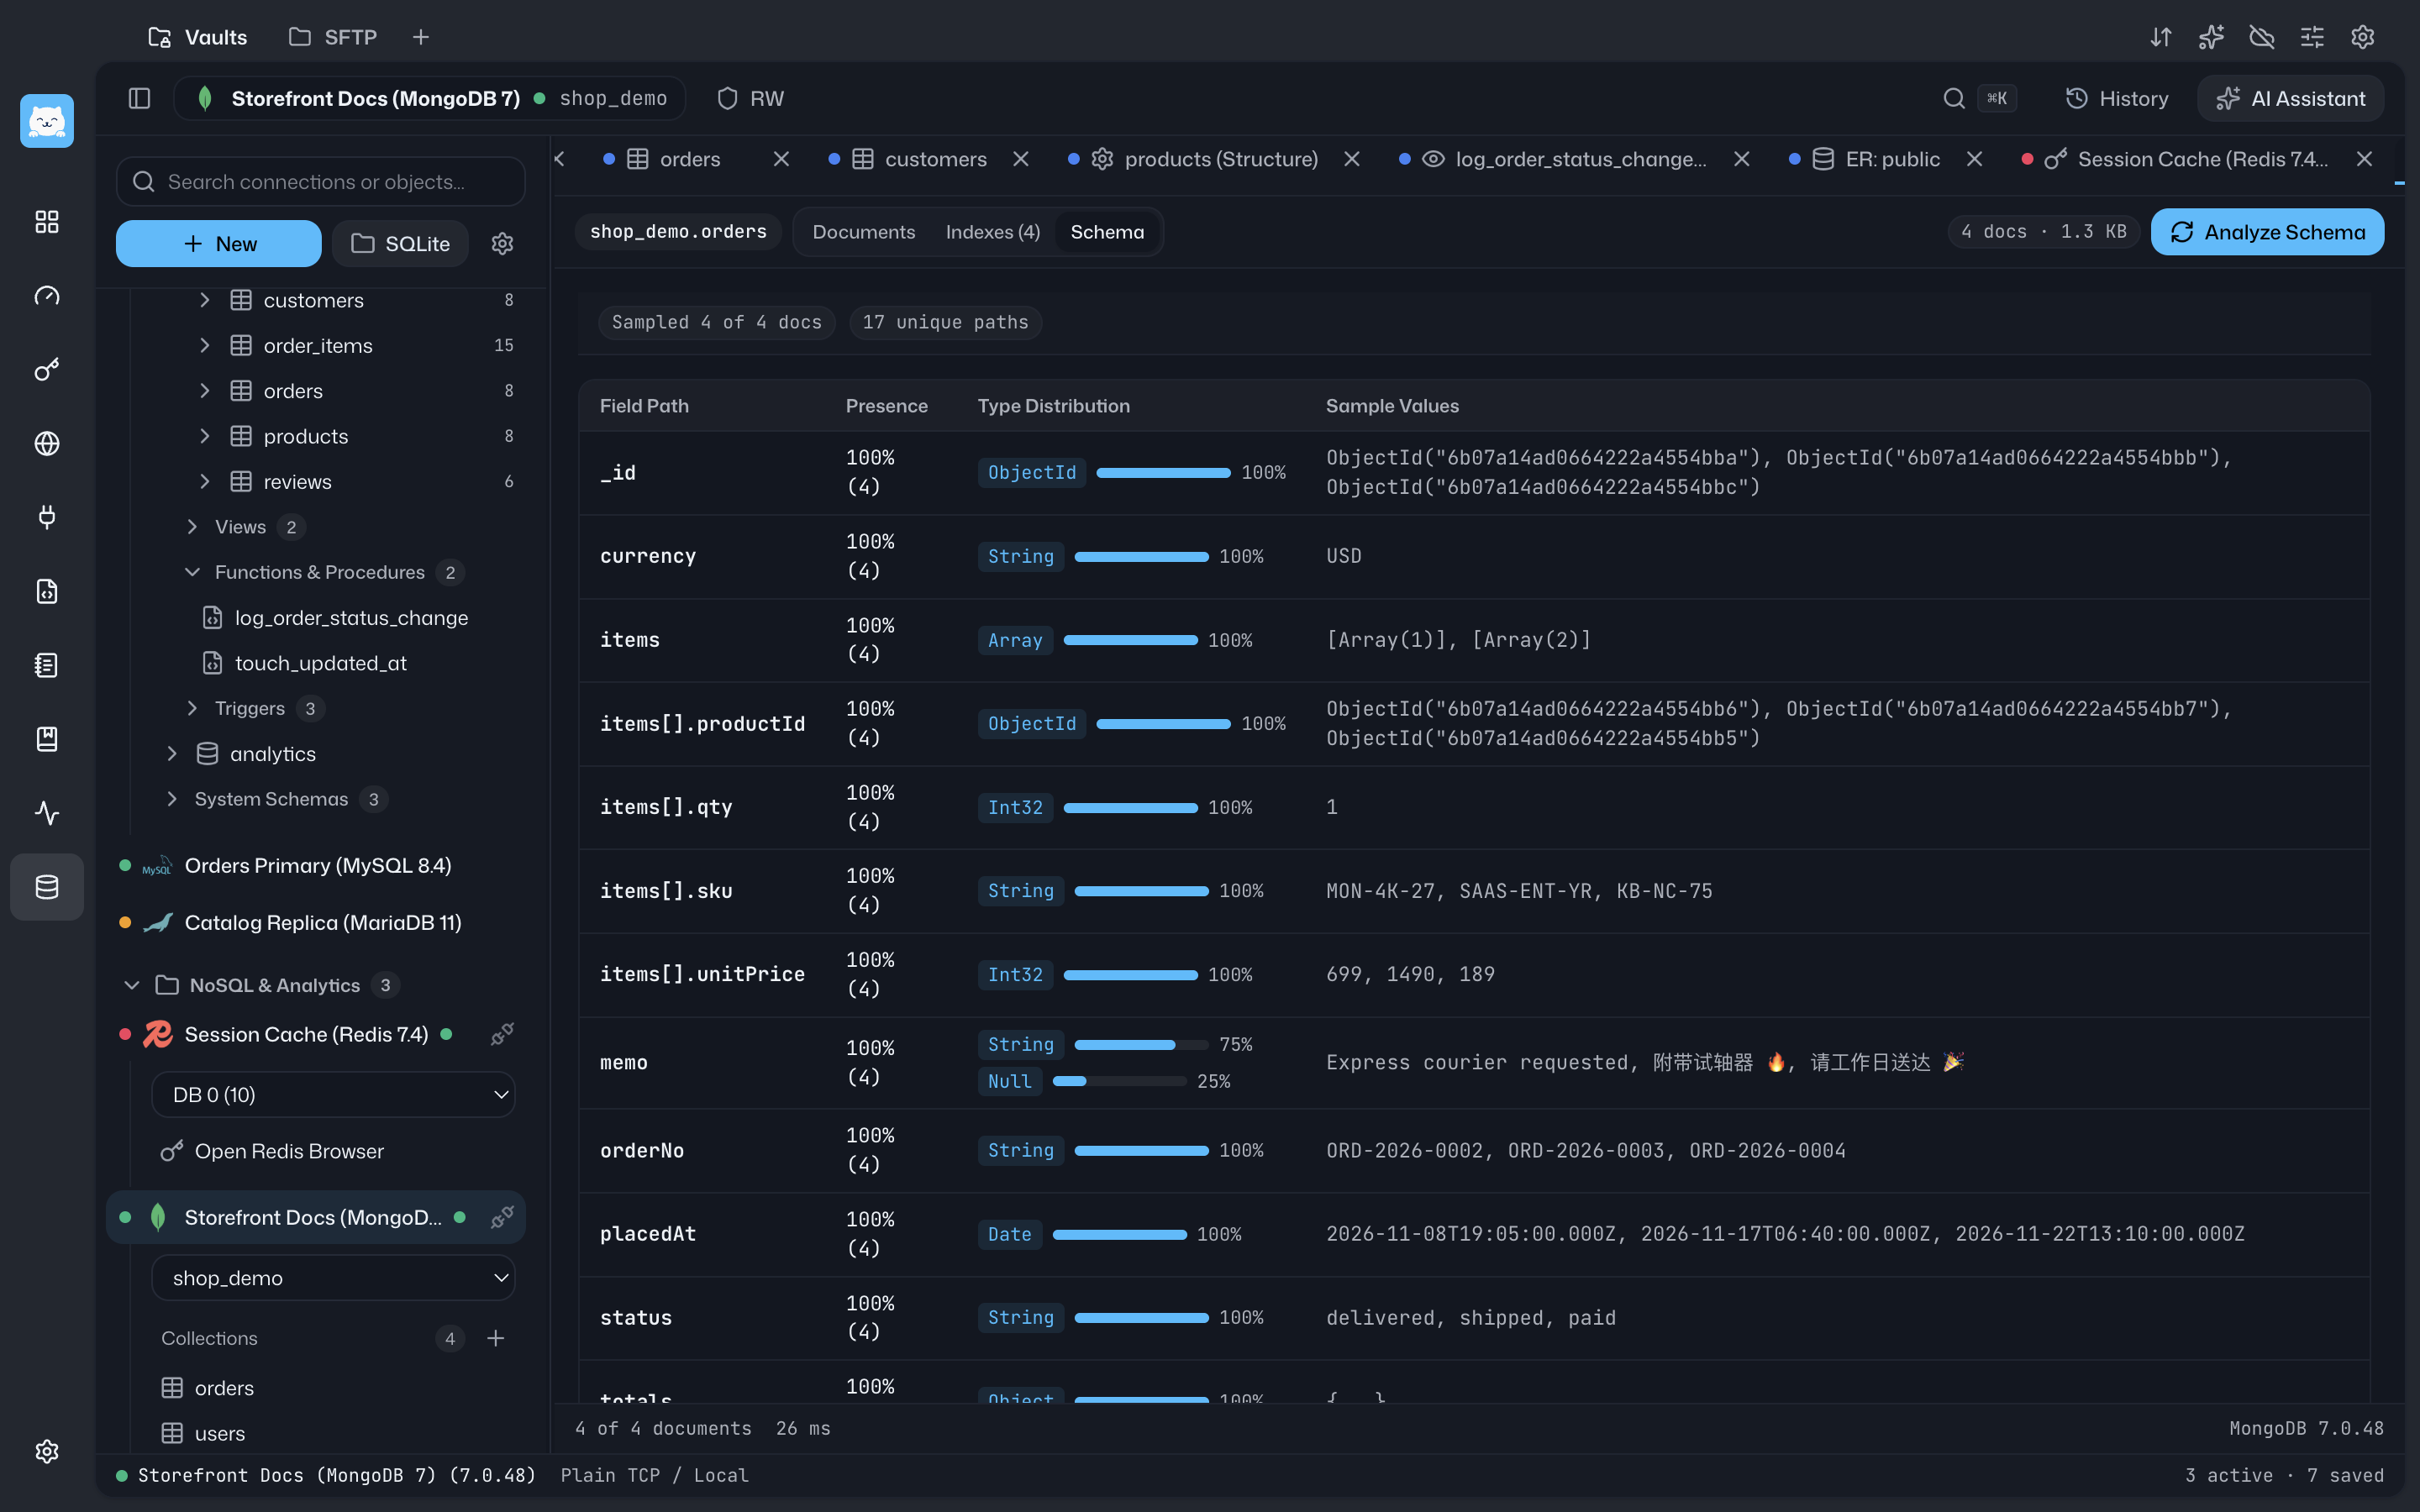 Vaults
SFTP
Storefront Docs (MongoDB 7)
shop_demo
RW
⌘K
History
AI Assistant
Search connections or objects...
New
SQLite
customers 8
order_items 15
orders 8
products 8
reviews 6
Views 2
Functions & Procedures 2
log_order_status_change
touch_updated_at
Triggers 3
analytics
System Schemas 3
MySQL
Orders Primary (MySQL 8.4)
Catalog Replica (MariaDB 11)
NoSQL & Analytics 3
Session Cache (Redis 7.4)
DB 0 (10)
Open Redis Browser
Storefront Docs (MongoD...
shop_demo
Collections 4
orders
users
orders
customers
products (Structure)
log_order_status_change...
ER: public
Session Cache (Redis 7.4...
shop_demo.orders
Documents
Indexes (4)
Schema
4 docs · 1.3 KB
Analyze Schema
Sampled 4 of 4 docs
17 unique paths
Field Path Presence Type Distribution Sample Values
_id 100% (4) ObjectId 100% ObjectId("6b07a14ad0664222a4554bba"), ObjectId("6b07a14ad0664222a4554bbb"),
ObjectId("6b07a14ad0664222a4554bbc")
currency 100% (4) String 100% USD
items 100% (4) Array 100% [Array(1)], [Array(2)]
items[].productId 100% (4) ObjectId 100% ObjectId("6b07a14ad0664222a4554bb6"), ObjectId("6b07a14ad0664222a4554bb7"),
ObjectId("6b07a14ad0664222a4554bb5")
items[].qty 100% (4) Int32 100% 1
items[].sku 100% (4) String 100% MON-4K-27, SAAS-ENT-YR, KB-NC-75
items[].unitPrice 100% (4) Int32 100% 699, 1490, 189
memo 100% (4) String 75% Null 25% Express courier requested, 附带试轴器 🔥, 请工作日送达 🎉
orderNo 100% (4) String 100% ORD-2026-0002, ORD-2026-0003, ORD-2026-0004
placedAt 100% (4) Date 100% 2026-11-08T19:05:00.000Z, 2026-11-17T06:40:00.000Z, 2026-11-22T13:10:00.000Z
status 100% (4) String 100% delivered, shipped, paid
totals 100% Object 100%
4 of 4 documents 26 ms
MongoDB 7.0.48
Storefront Docs (MongoDB 7) (7.0.48) Plain TCP / Local
3 active · 7 saved